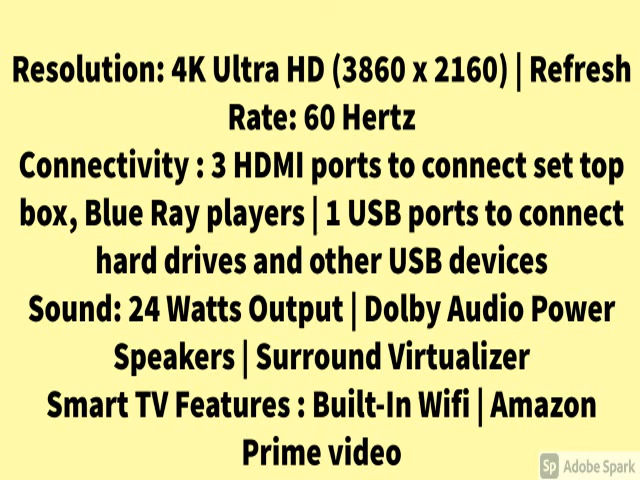 Resolution: 4K Ultra HD (3860 x 2160) | Refresh
Rate: 60 Hertz
Connectivity : 3 HDMI ports to connect set top
box, Blue Ray players | 1 USB ports to connect
hard drives and other USB devices
Sound: 24 Watts Output | Dolby Audio Power
Speakers | Surround Virtualizer
Smart TV Features : Built-In Wifi | Amazon
Prime video
Sp Adobe Spark